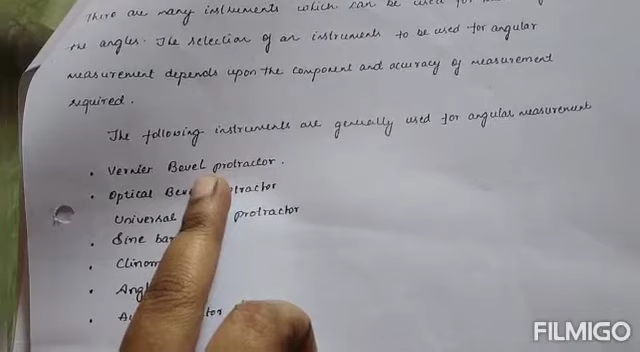 There are many instruments which can be used for
the angles. The selection of an instruments to be used for angular
measurement depends upon the component and accuracy of measurement
required.
The following instruments are generally used for angular measurement
• Vernier Bevel protractor.
• Optical protractor
Universal protractor
• Sine bar
•
•
•
FILMIGO